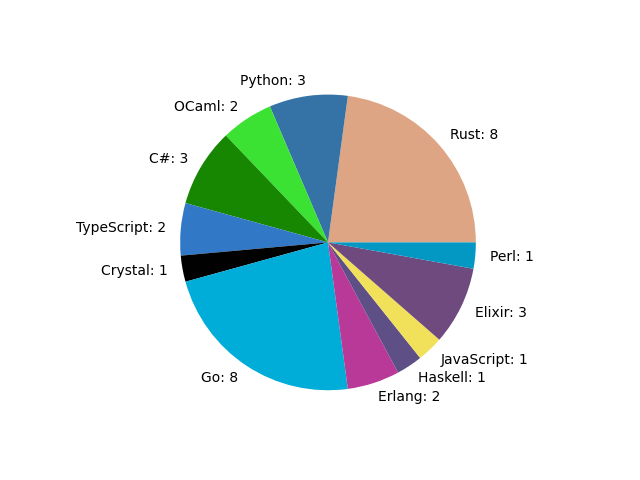 Python: 3
OCaml: 2
Rust: 8
C#: 3
TypeScript: 2
Perl: 1
Crystal: 1
Elixir: 3
JavaScript: 1
Go: 8
Haskell: 1
Erlang: 2